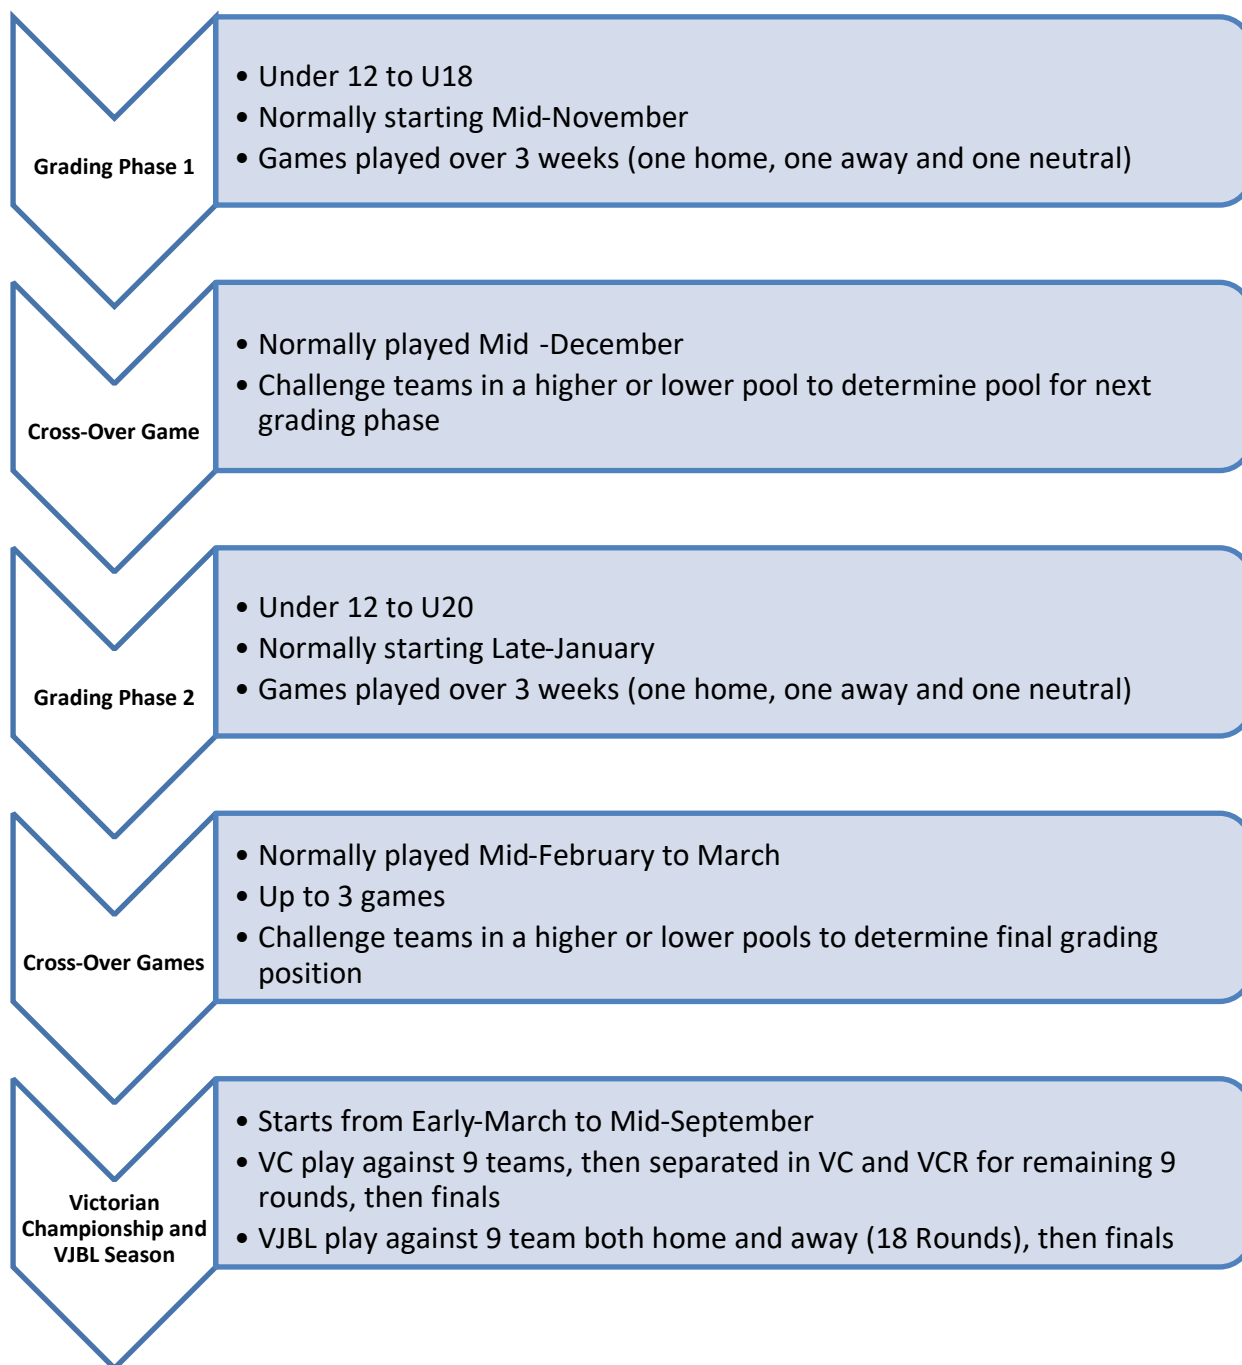 Grading Phase 1
• Under 12 to U18
• Normally starting Mid-November
• Games played over 3 weeks (one home, one away and one neutral)
Cross-Over Game
• Normally played Mid -December
• Challenge teams in a higher or lower pool to determine pool for next
grading phase
Grading Phase 2
• Under 12 to U20
• Normally starting Late-January
• Games played over 3 weeks (one home, one away and one neutral)
Cross-Over Games
• Normally played Mid-February to March
• Up to 3 games
• Challenge teams in a higher or lower pools to determine final grading
position
Victorian
Championship and
VJBL Season
• Starts from Early-March to Mid-September
• VC play against 9 teams, then separated in VC and VCR for remaining 9
rounds, then finals
• VJBL play against 9 team both home and away (18 Rounds), then finals